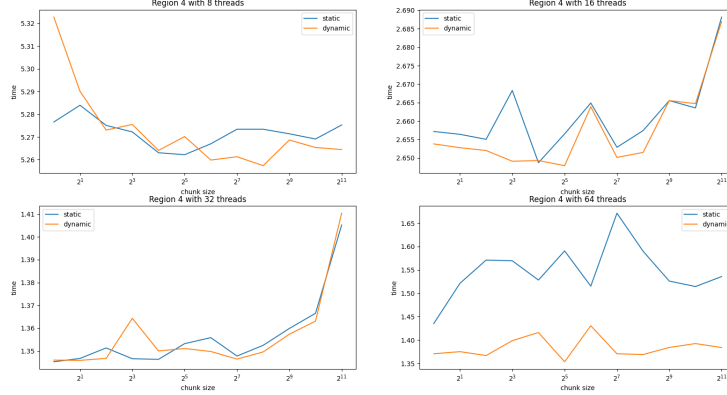 Region 4 with 8 threads
static
dynamic
5.32
5.31
5.30
5.29
5.28
5.27
5.26
time
2^1
2^3
2^5
2^7
2^9
2^11
chunk size
Region 4 with 16 threads
static
dynamic
2.690
2.685
2.680
2.675
2.670
2.665
2.660
2.655
2.650
time
2^1
2^3
2^5
2^7
2^9
2^11
chunk size
Region 4 with 32 threads
static
dynamic
1.41
1.40
1.39
1.38
1.37
1.36
1.35
time
2^1
2^3
2^5
2^7
2^9
2^11
chunk size
Region 4 with 64 threads
static
dynamic
1.65
1.60
1.55
1.50
1.45
1.40
1.35
time
2^1
2^3
2^5
2^7
2^9
2^11
chunk size